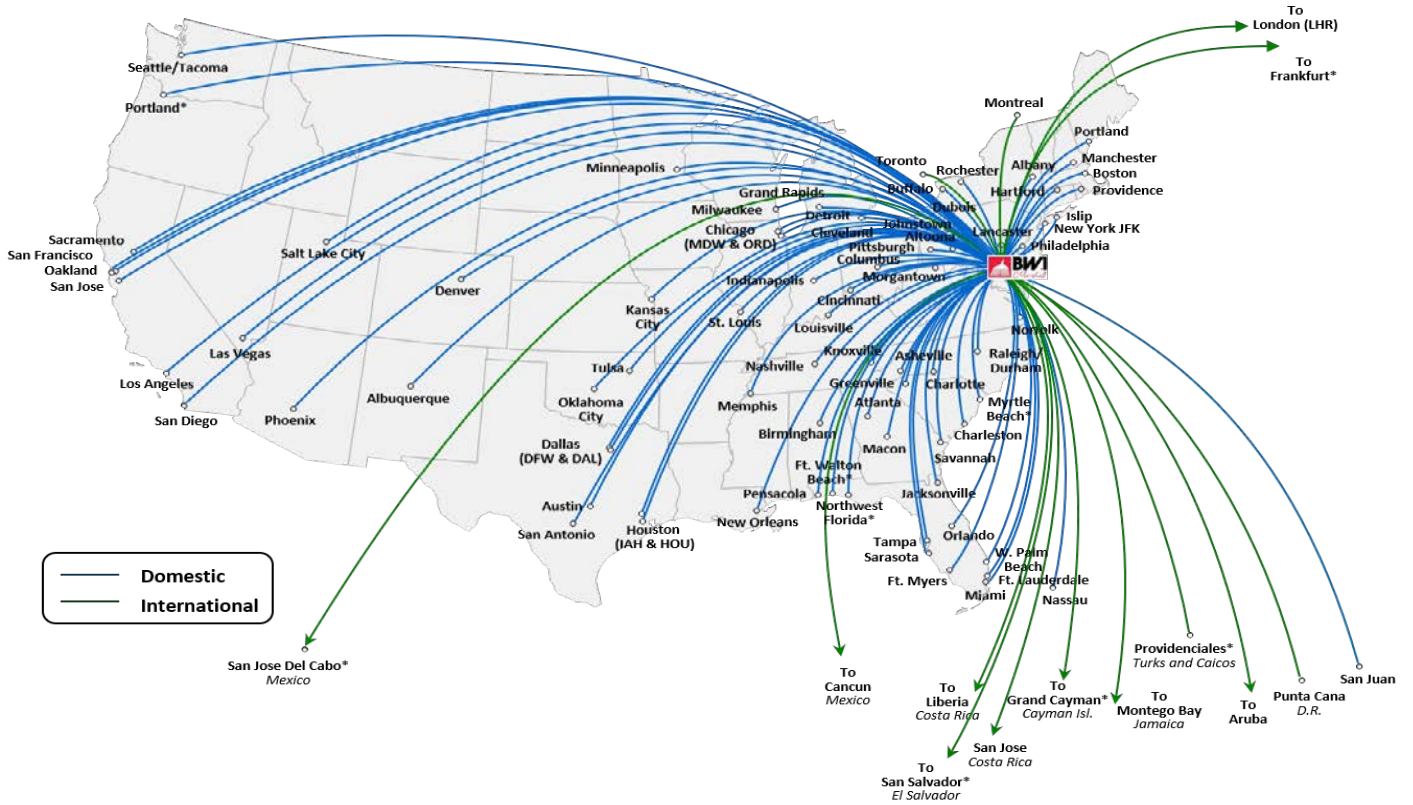 To
London (LHR)
To
Frankfurt*
Seattle/Tacoma
Portland*
Montreal
Portland
Toronto
Rochester
Albany
Manchester
Boston
Minneapolis
Buffalo
Hartford
Providence
Grand Rapids
Dubois
Milwaukee
Detroit
Islip
Johnstown
New York JFK
Chicago
(MDW & ORD)
Cleveland
Altoona
Lancaster
Philadelphia
Sacramento
San Francisco
Oakland
San Jose
Salt Lake City
Pittsburgh
Columbus
BWI
Marshall
Denver
Indianapolis
Morgantown
Kansas
City
St. Louis
Cincinnati
Louisville
Norfolk
Las Vegas
Knoxville
Asheville
Raleigh/
Durham
Los Angeles
Tulsa
Nashville
Greenville
Charlotte
San Diego
Phoenix
Albuquerque
Oklahoma
City
Memphis
Atlanta
Myrtle
Beach*
Birmingham
Macon
Charleston
Dallas
(DFW & DAL)
Savannah
Ft. Walton
Beach*
Pensacola
Jacksonville
Austin
Northwest
Florida*
San Antonio
Houston
(IAH & HOU)
New Orleans
Orlando
Tampa
Sarasota
W. Palm
Beach
Ft. Myers
Ft. Lauderdale
Miami
Nassau
Domestic
International
San Jose Del Cabo*
Mexico
To
Cancun
Mexico
To
Liberia
Costa Rica
To
Grand Cayman*
Cayman Isl.
To
Montego Bay
Jamaica
Providenciales*
Turks and Caicos
To
Aruba
Punta Cana
D.R.
San Juan
San Jose
Costa Rica
To
San Salvador*
El Salvador